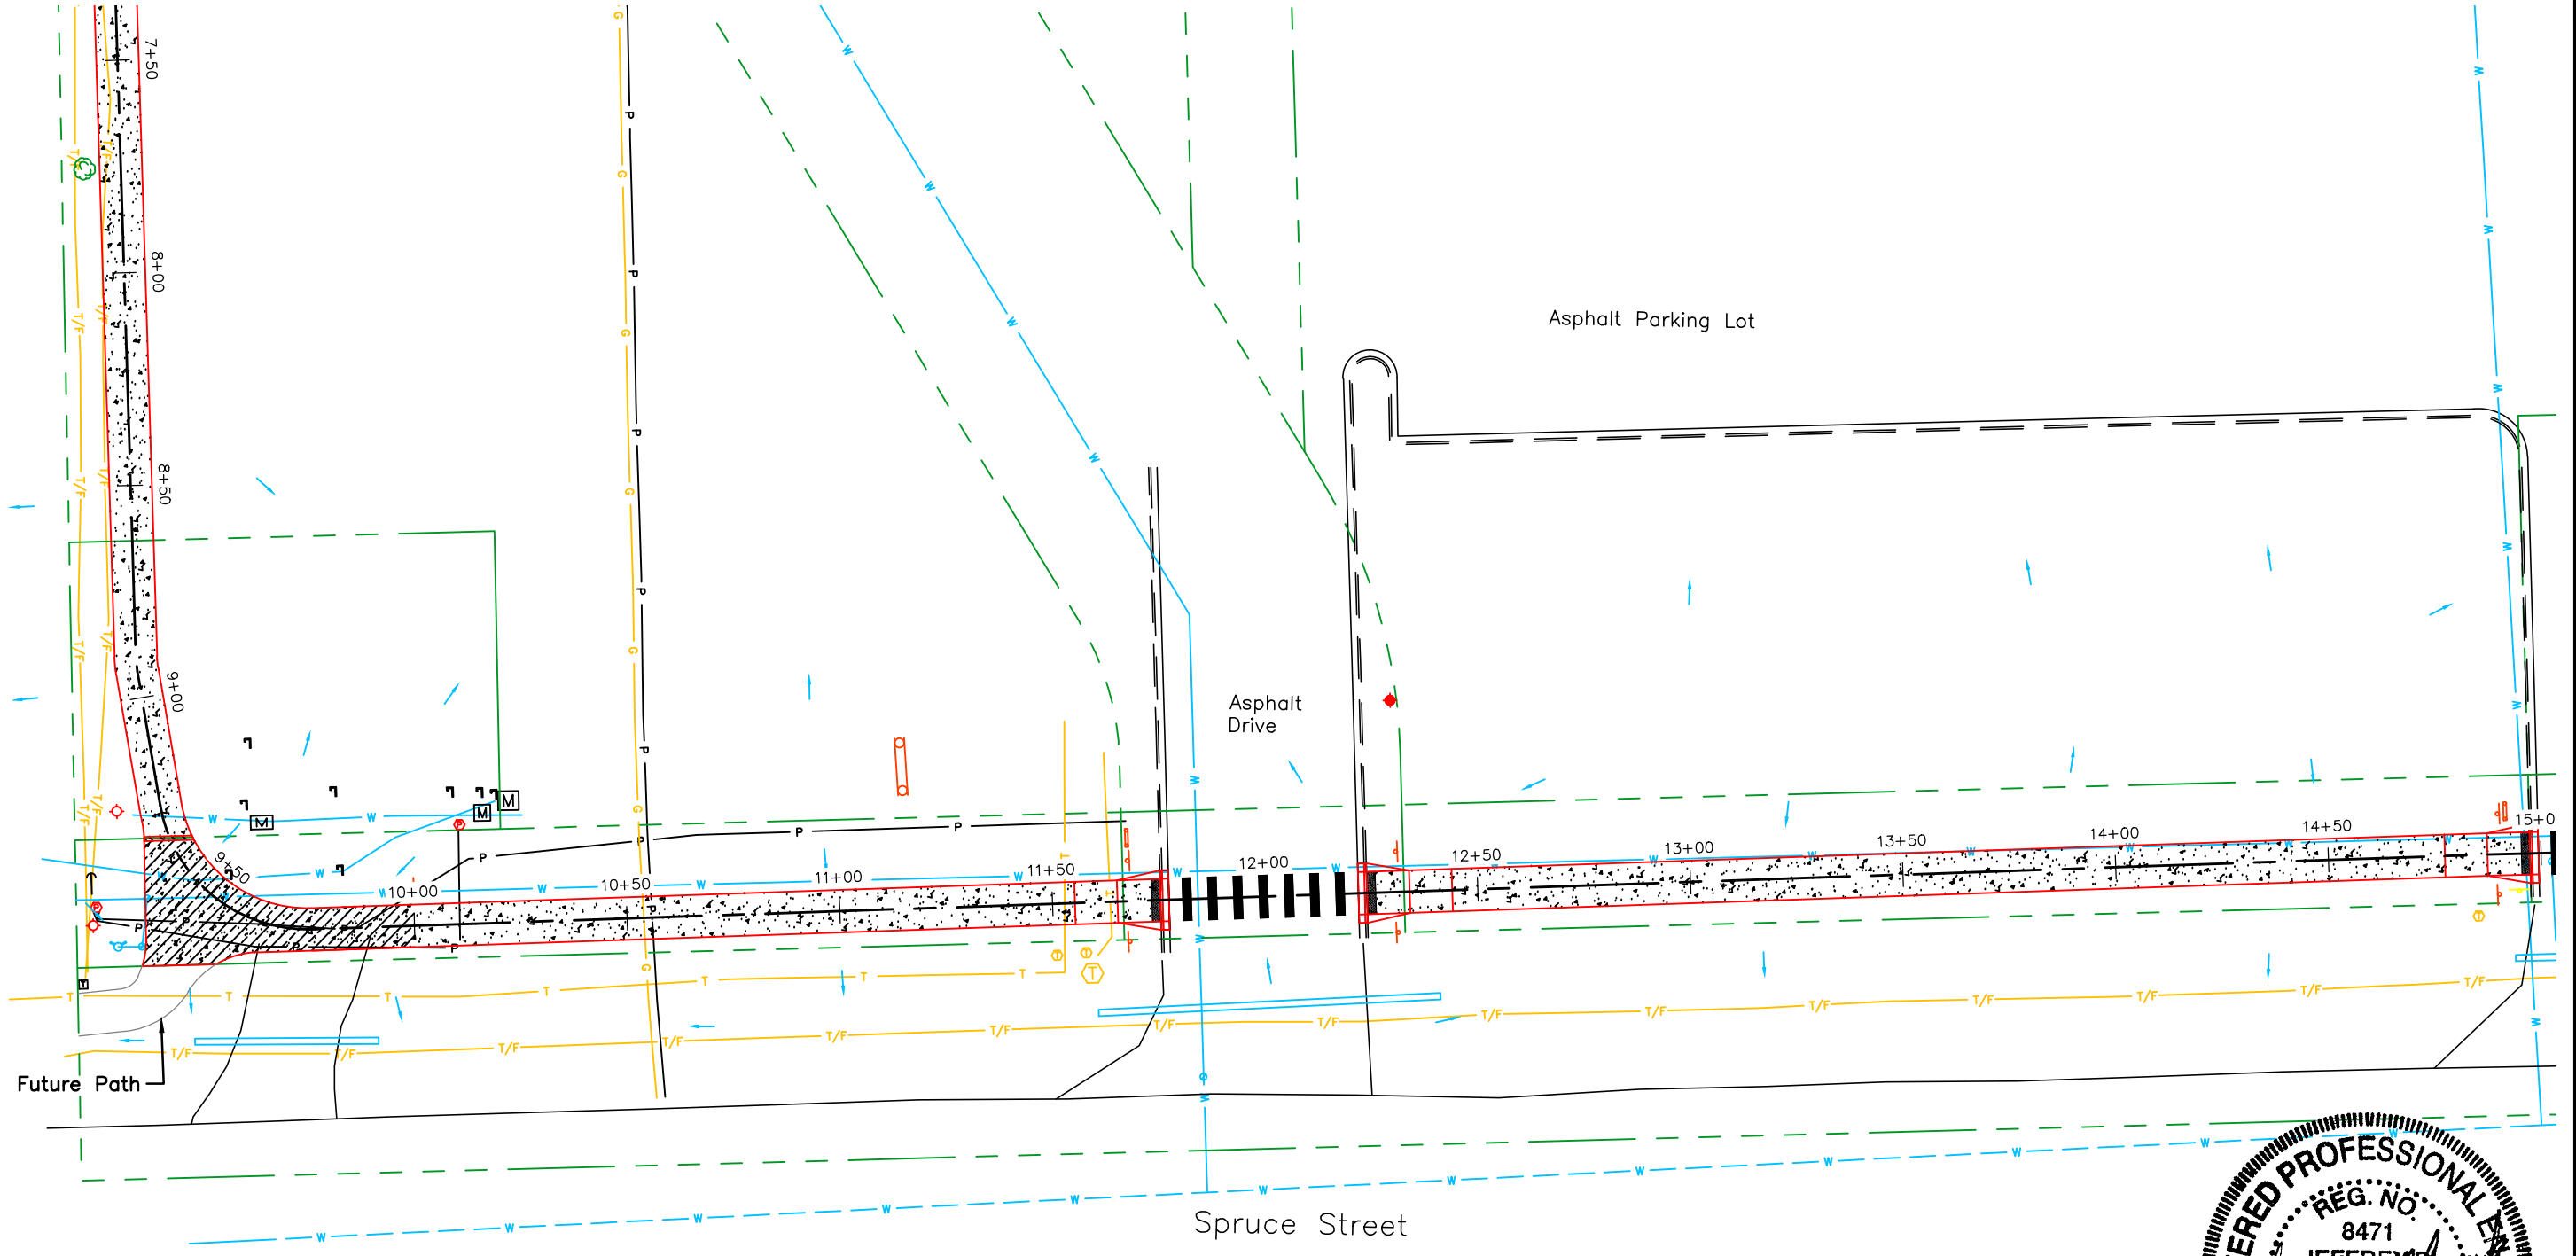 7+50
8+00
8+50
9+00
9+50
10+00
10+50
11+00
11+50
12+00
12+50
13+00
13+50
14+00
14+50
15+0
Asphalt Parking Lot
Asphalt
Drive
Future Path
Spruce Street
REG. NO.
8471
G
G
G
G
G
G
G
P
P
P
P
P
P
P
P
P
W
W
W
W
W
T/F
T/F
T/F
T/F
T/F
T/F
T/F
T/F
T/F
T/F
M
M
M
T
T
T
T
T
T
T